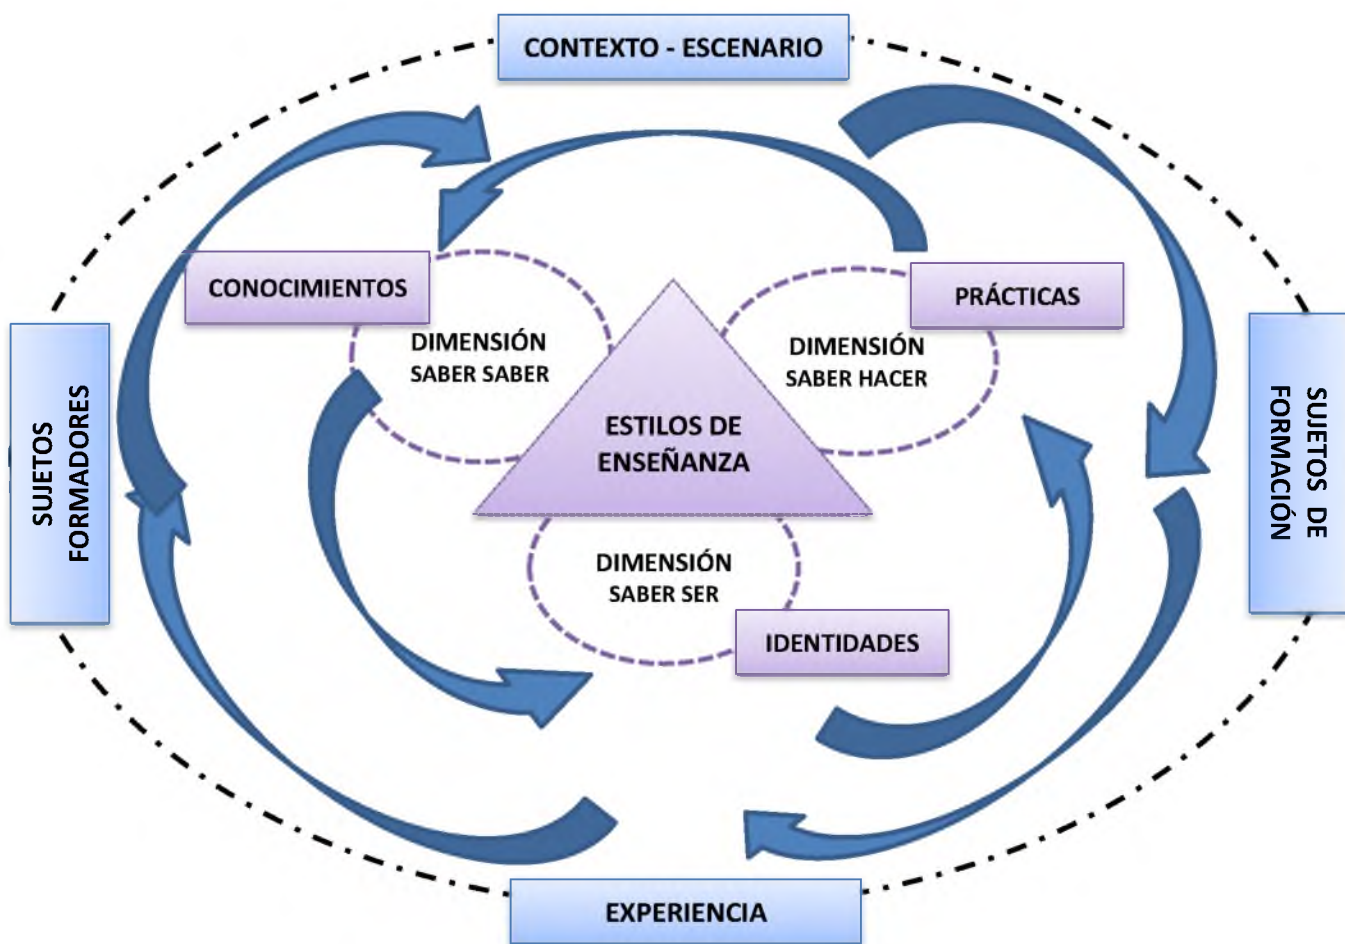 CONTEXTO - ESCENARIO
CONOCIMIENTOS
PRÁCTICAS
DIMENSIÓN
SABER SABER
DIMENSIÓN
SABER HACER
SUJETOS
FORMADORES
ESTILOS DE
ENSEÑANZA
SUJETOS DE
FORMACIÓN
DIMENSIÓN
SABER SER
IDENTIDADES
EXPERIENCIA